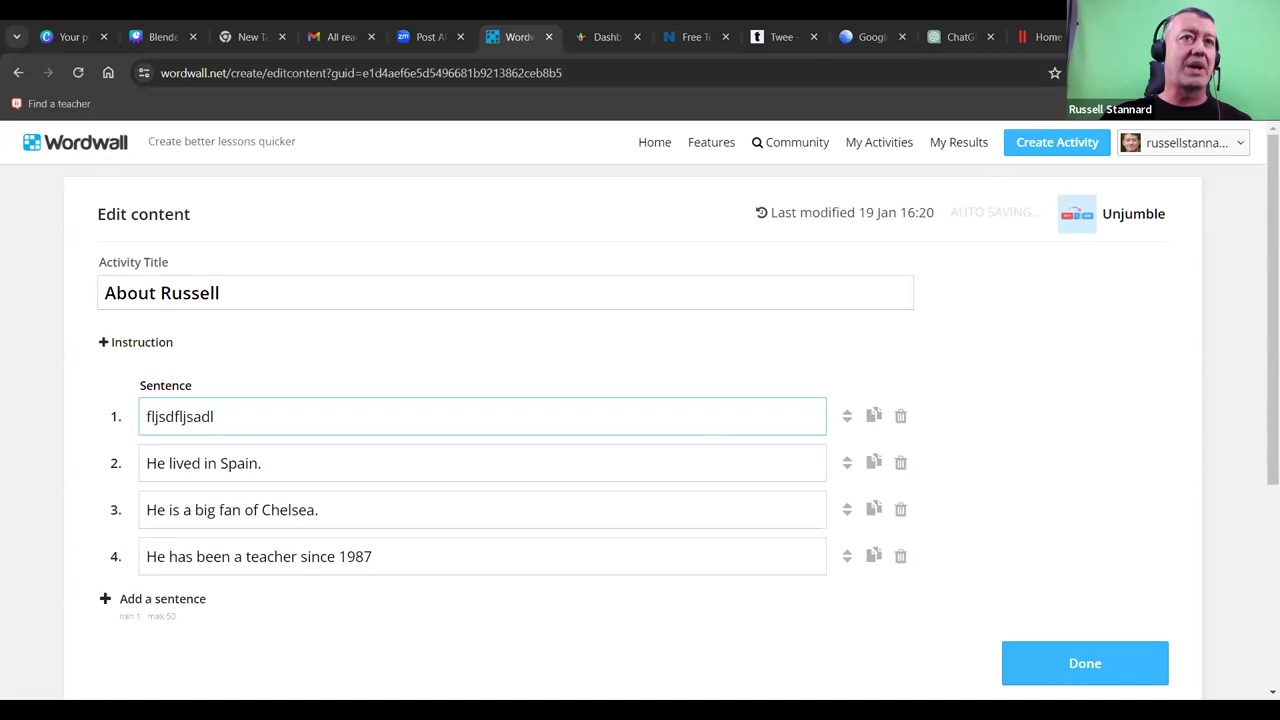 Your p
Blende
New T
All rea
Post A
Wordw
Dashb
Free T
Twee -
Googl
ChatG
Home
wordwall.net/create/editcontent?guid=e1d4aef6e5d5496681b9213862ceb8b5
Find a teacher
Russell Stannard
Wordwall
Create better lessons quicker
Home
Features
Community
My Activities
My Results
Create Activity
russellstanna...
Edit content
Last modified 19 Jan 16:20
AUTO SAVING...
Unjumble
Activity Title
About Russell
+ Instruction
Sentence
1. fljsdfljsadl
2. He lived in Spain.
3. He is a big fan of Chelsea.
4. He has been a teacher since 1987
+ Add a sentence
min 1 max 50
Done